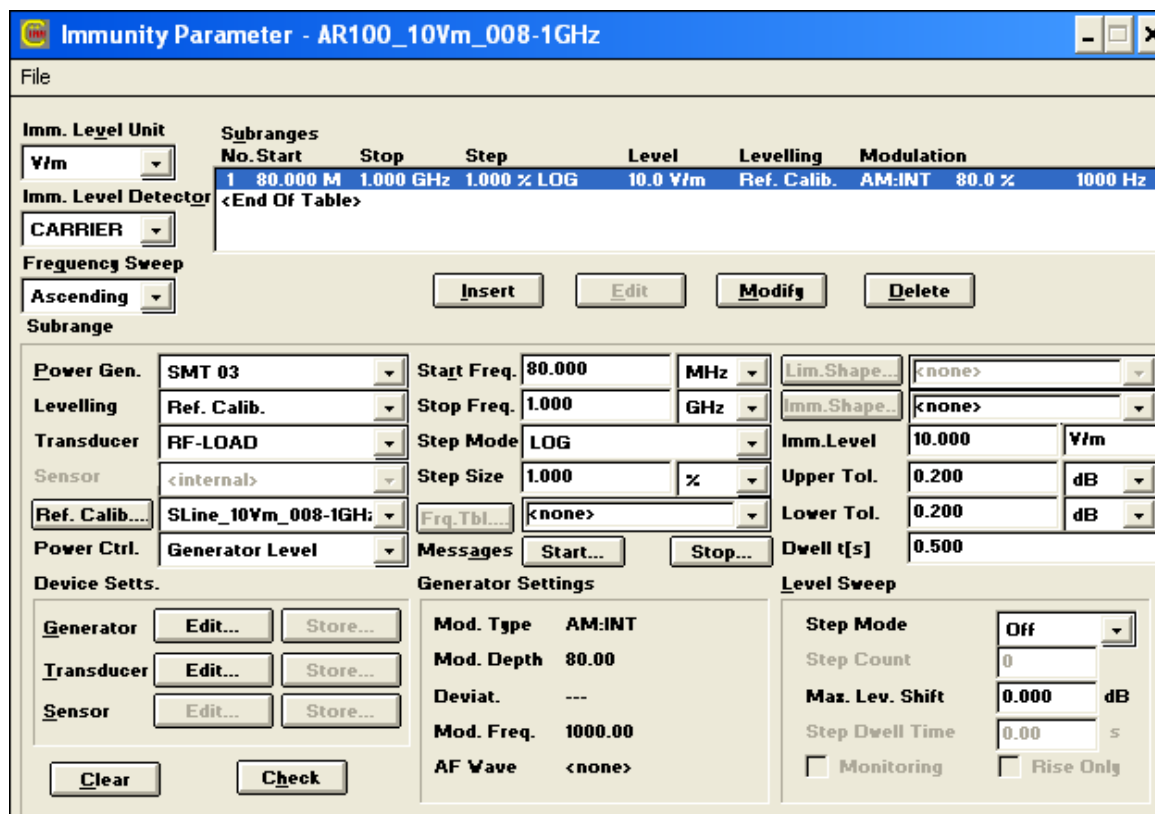 Immunity Parameter - AR100_10Vm_008-1GHz
File
Imm. Level Unit
V/m
Imm. Level Detector
CARRIER
Frequency Sweep
Ascending
Subranges
No. Start Stop Step Level Levelling Modulation
1 80.000 M 1.000 GHz 1.000 % LOG 10.0 V/m Ref. Calib. AM:INT 80.0 % 1000 Hz
<End Of Table>
Insert Edit Modify Delete
Subrange
Power Gen. SMT 03
Levelling Ref. Calib.
Transducer RF-LOAD
Sensor <internal>
Ref. Calib.... SLine_10Vm_008-1GHz
Power Ctrl. Generator Level
Start Freq. 80.000 MHz
Stop Freq. 1.000 GHz
Step Mode LOG
Step Size 1.000 %
Frq.Tbl.... <none>
Messages Start... Stop...
Lim.Shape... <none>
Imm.Shape.. <none>
Imm.Level 10.000 V/m
Upper Tol. 0.200 dB
Lower Tol. 0.200 dB
Dwell t[s] 0.500
Device Setts.
Generator Edit... Store...
Transducer Edit... Store...
Sensor Edit... Store...
Clear Check
Generator Settings
Mod. Type AM:INT
Mod. Depth 80.00
Deviat. ---
Mod. Freq. 1000.00
AF Wave <none>
Level Sweep
Step Mode Off
Step Count 0
Max. Lev. Shift 0.000 dB
Step Dwell Time 0.00 s
Monitoring Rise Only